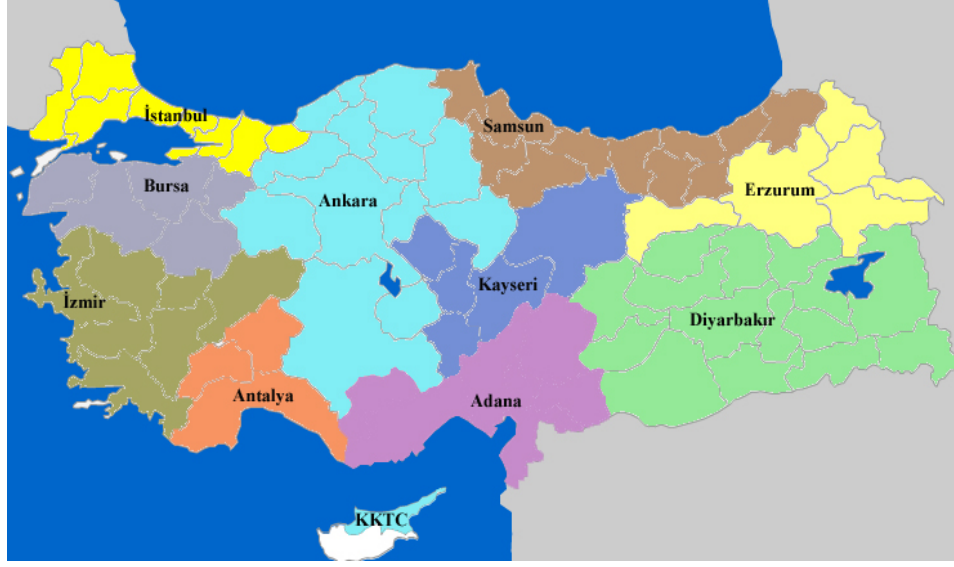 İstanbul
Samsun
Bursa
Ankara
Erzurum
Kayseri
İzmir
Diyarbakır
Antalya
Adana
KKTC